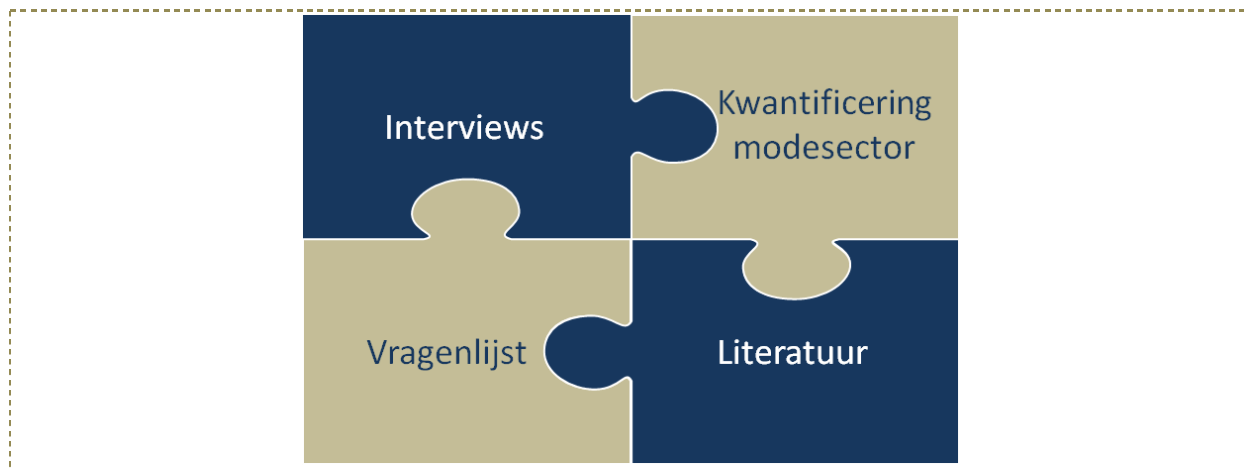 Interviews
Kwantificering
modesector
Vragenlijst
Literatuur